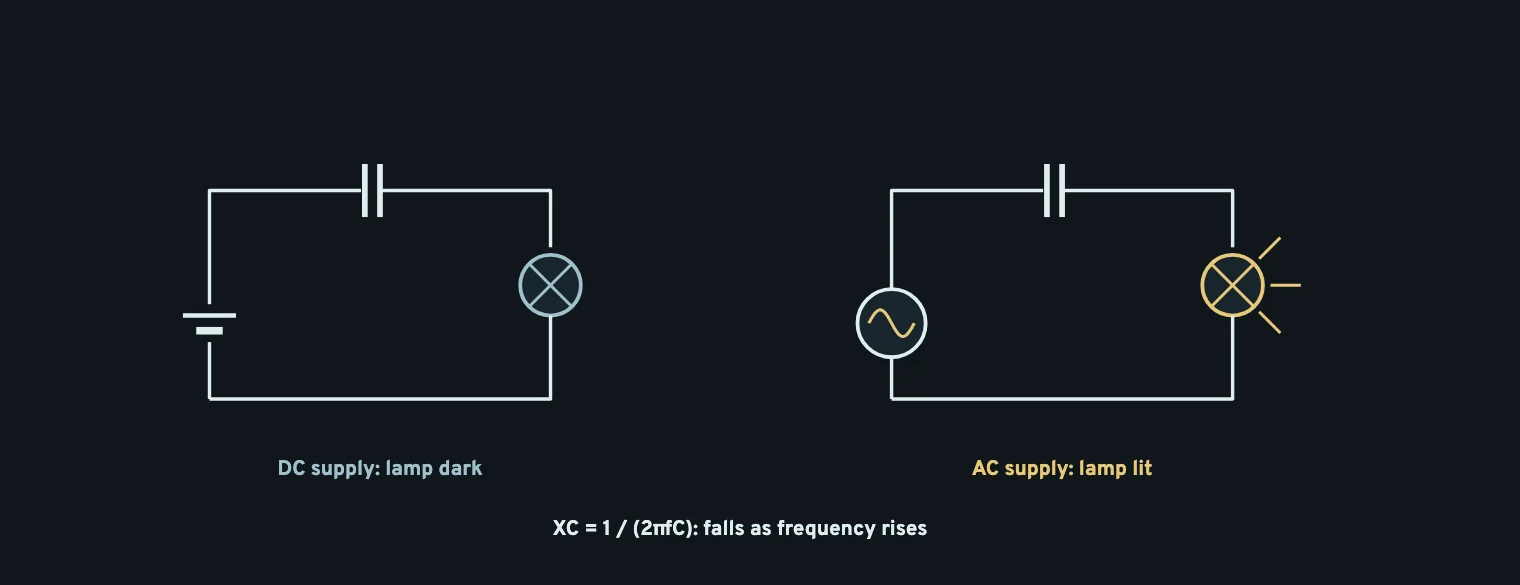 DC supply: lamp dark
AC supply: lamp lit
XC = 1 / (2πfC): falls as frequency rises